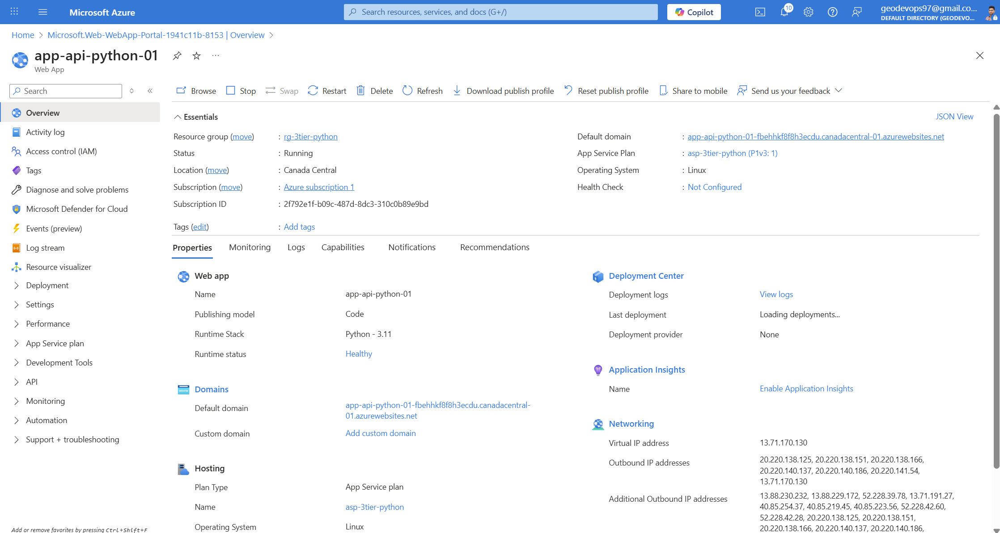 Microsoft Azure
Search resources, services, and docs (G+/)
Copilot
10
geodevops97@gmail.co...
DEFAULT DIRECTORY (GEODEVO...
Home > Microsoft.Web-WebApp-Portal-1941c11b-8153 | Overview >
app-api-python-01
Web App
Search
Browse
Stop
Swap
Restart
Delete
Refresh
Download publish profile
Reset publish profile
Share to mobile
Send us your feedback
Overview
Activity log
Access control (IAM)
Tags
Diagnose and solve problems
Microsoft Defender for Cloud
Events (preview)
Log stream
Resource visualizer
Deployment
Settings
Performance
App Service plan
Development Tools
API
Monitoring
Automation
Support + troubleshooting
Add or remove favorites by pressing Ctrl+Shift+F
Essentials
JSON View
Resource group (move) : rg-3tier-python
Status : Running
Location (move) : Canada Central
Subscription (move) : Azure subscription 1
Subscription ID : 2f792e1f-b09c-487d-8dc3-310c0b89e9bd
Tags (edit) : Add tags
Default domain : app-api-python-01-fbehhkf8f8h3ecdu.canadacentral-01.azurewebsites.net
App Service Plan : asp-3tier-python (P1v3: 1)
Operating System : Linux
Health Check : Not Configured
Properties
Monitoring
Logs
Capabilities
Notifications
Recommendations
Web app
Name app-api-python-01
Publishing model Code
Runtime Stack Python - 3.11
Runtime status Healthy
www
Domains
Default domain app-api-python-01-fbehhkf8f8h3ecdu.canadacentral-
01.azurewebsites.net
Custom domain Add custom domain
Hosting
Plan Type App Service plan
Name asp-3tier-python
Operating System Linux
Deployment Center
Deployment logs View logs
Last deployment Loading deployments...
Deployment provider None
Application Insights
Name Enable Application Insights
Networking
Virtual IP address 13.71.170.130
Outbound IP addresses 20.220.138.125, 20.220.138.151, 20.220.138.166,
20.220.140.137, 20.220.140.186, 20.220.141.54,
13.71.170.130
Additional Outbound IP addresses 13.88.230.232, 13.88.229.172, 52.228.39.78, 13.71.191.27,
40.85.254.37, 40.85.219.45, 40.85.223.56, 52.228.42.60,
52.228.42.28, 20.220.138.125, 20.220.138.151,
20.220.138.166, 20.220.140.137, 20.220.140.186,